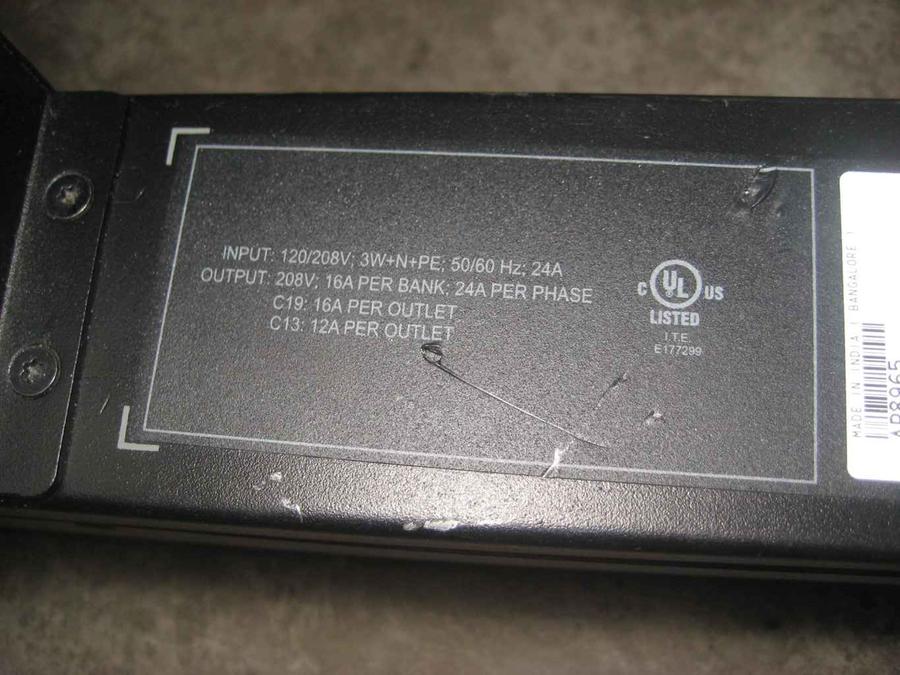 INPUT: 120/208V; 3W+N+PE; 50/60 Hz; 24A
OUTPUT: 208V; 16A PER BANK; 24A PER PHASE
C19: 16A PER OUTLET
C13: 12A PER OUTLET
C UL US
LISTED
I.T.E.
E177299
MADE IN INDIA ( BANGALORE )
AP8965